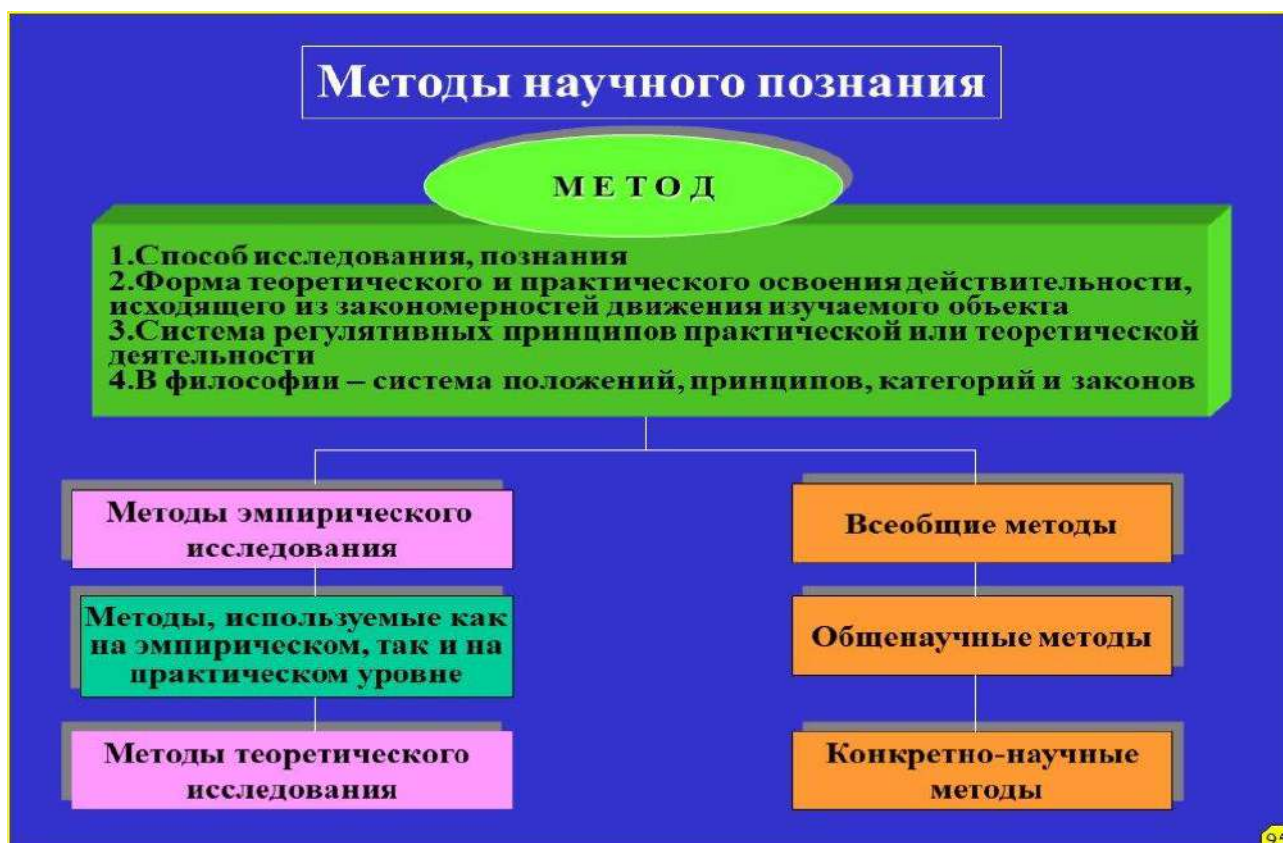 Методы научного познания
М Е Т О Д
1.Способ исследования, познания
2.Форма теоретического и практического освоения действительности,
исходящего из закономерностей движения изучаемого объекта
3.Система регулятивных принципов практической или теоретической
деятельности
4.В философии – система положений, принципов, категорий и законов
Методы эмпирического
исследования
Методы, используемые как
на эмпирическом, так и на
практическом уровне
Методы теоретического
исследования
Всеобщие методы
Общенаучные методы
Конкретно-научные
методы